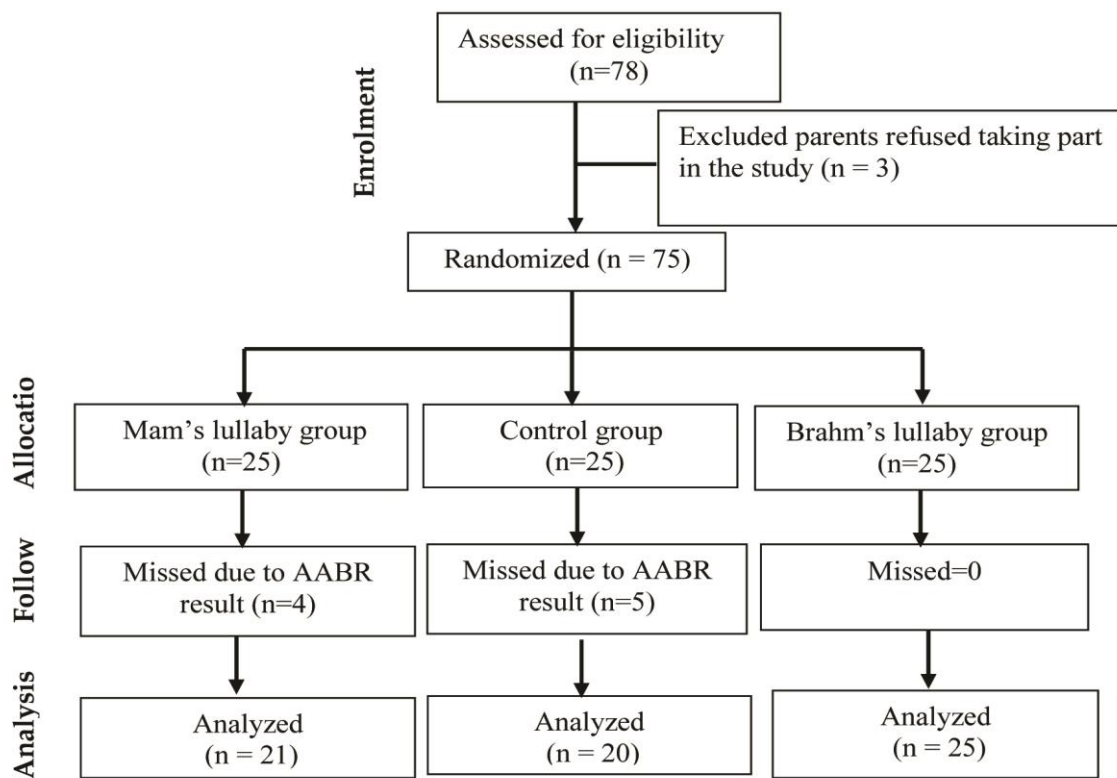 Enrolment
Assessed for eligibility
(n=78)
Excluded parents refused taking part
in the study (n = 3)
Randomized (n = 75)
Allocatio
Mam’s lullaby group
(n=25)
Control group
(n=25)
Brahm’s lullaby group
(n=25)
Follow
Missed due to AABR
result (n=4)
Missed due to AABR
result (n=5)
Missed=0
Analysis
Analyzed
(n = 21)
Analyzed
(n = 20)
Analyzed
(n = 25)